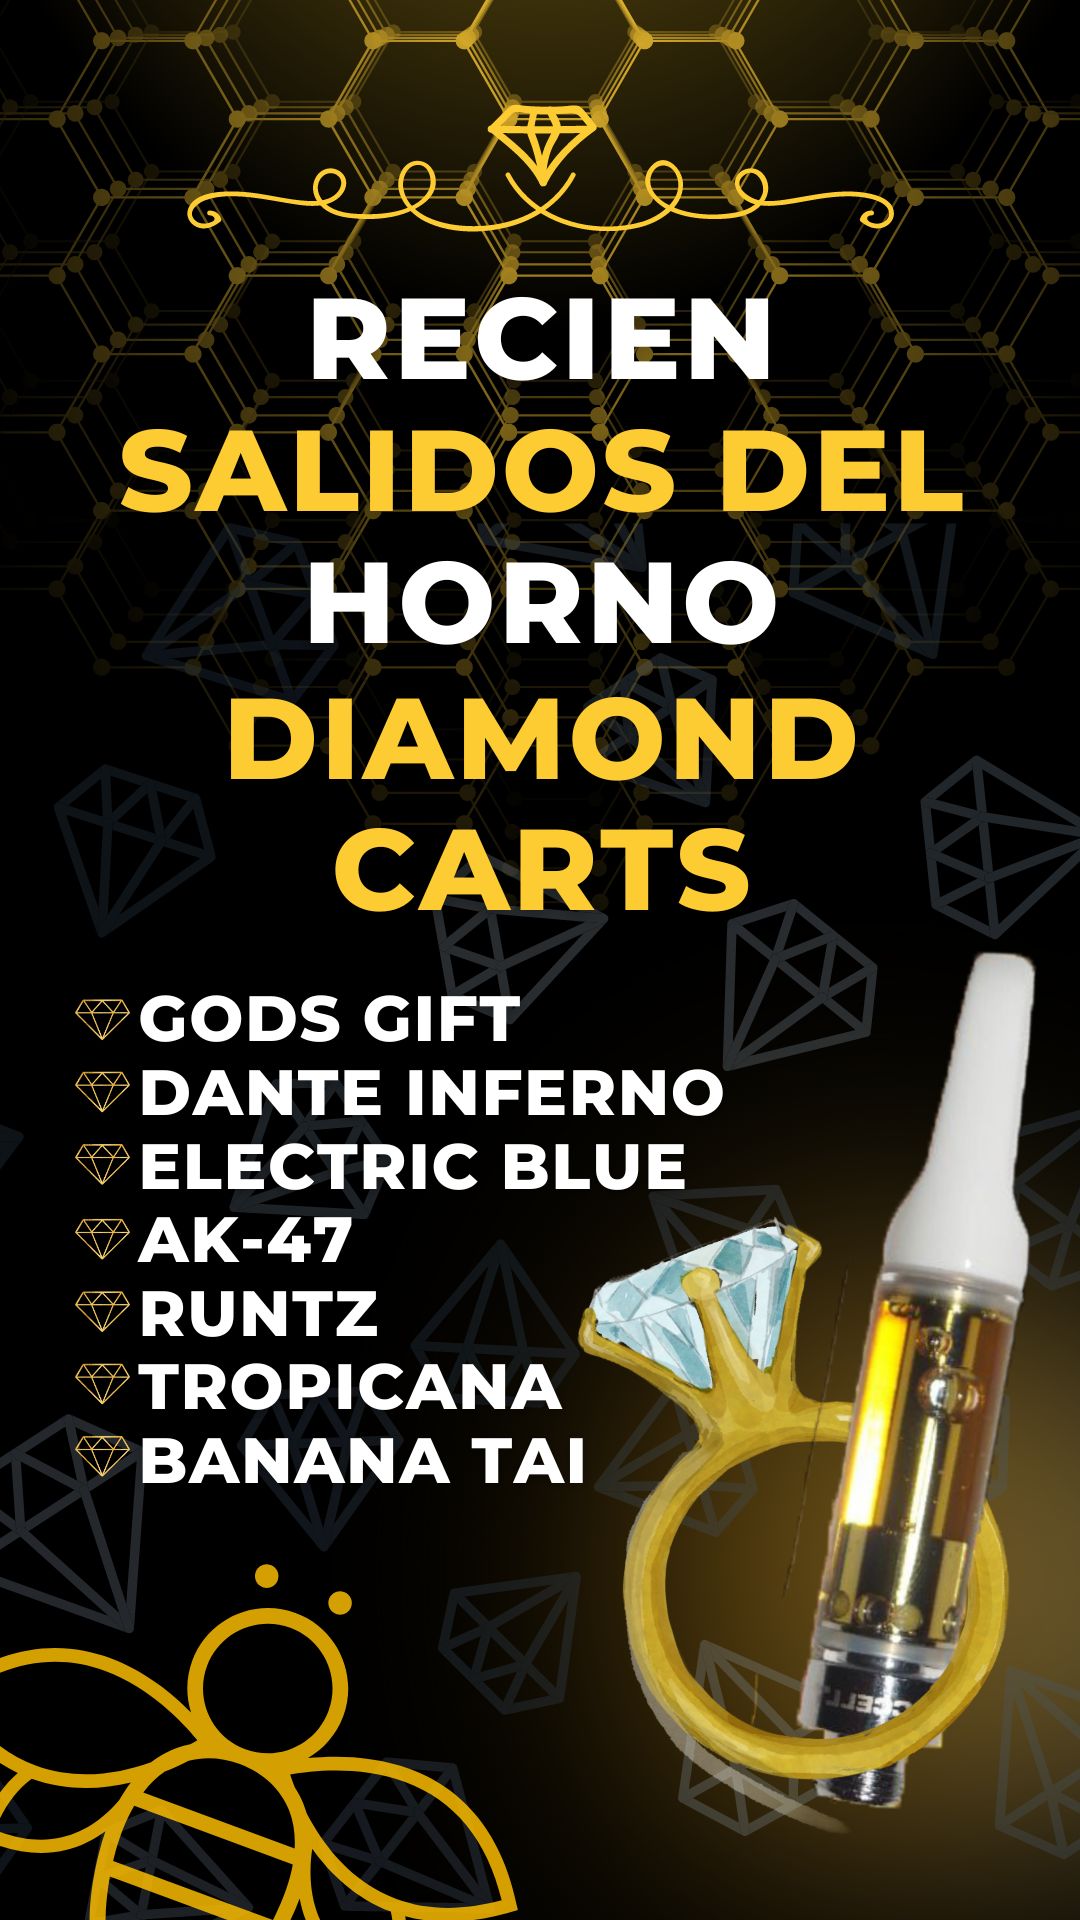 RECIEN
SALIDOS DEL
HORNO
DIAMOND
CARTS
GODS GIFT
DANTE INFERNO
ELECTRIC BLUE
AK-47
RUNTZ
TROPICANA
BANANA TAI